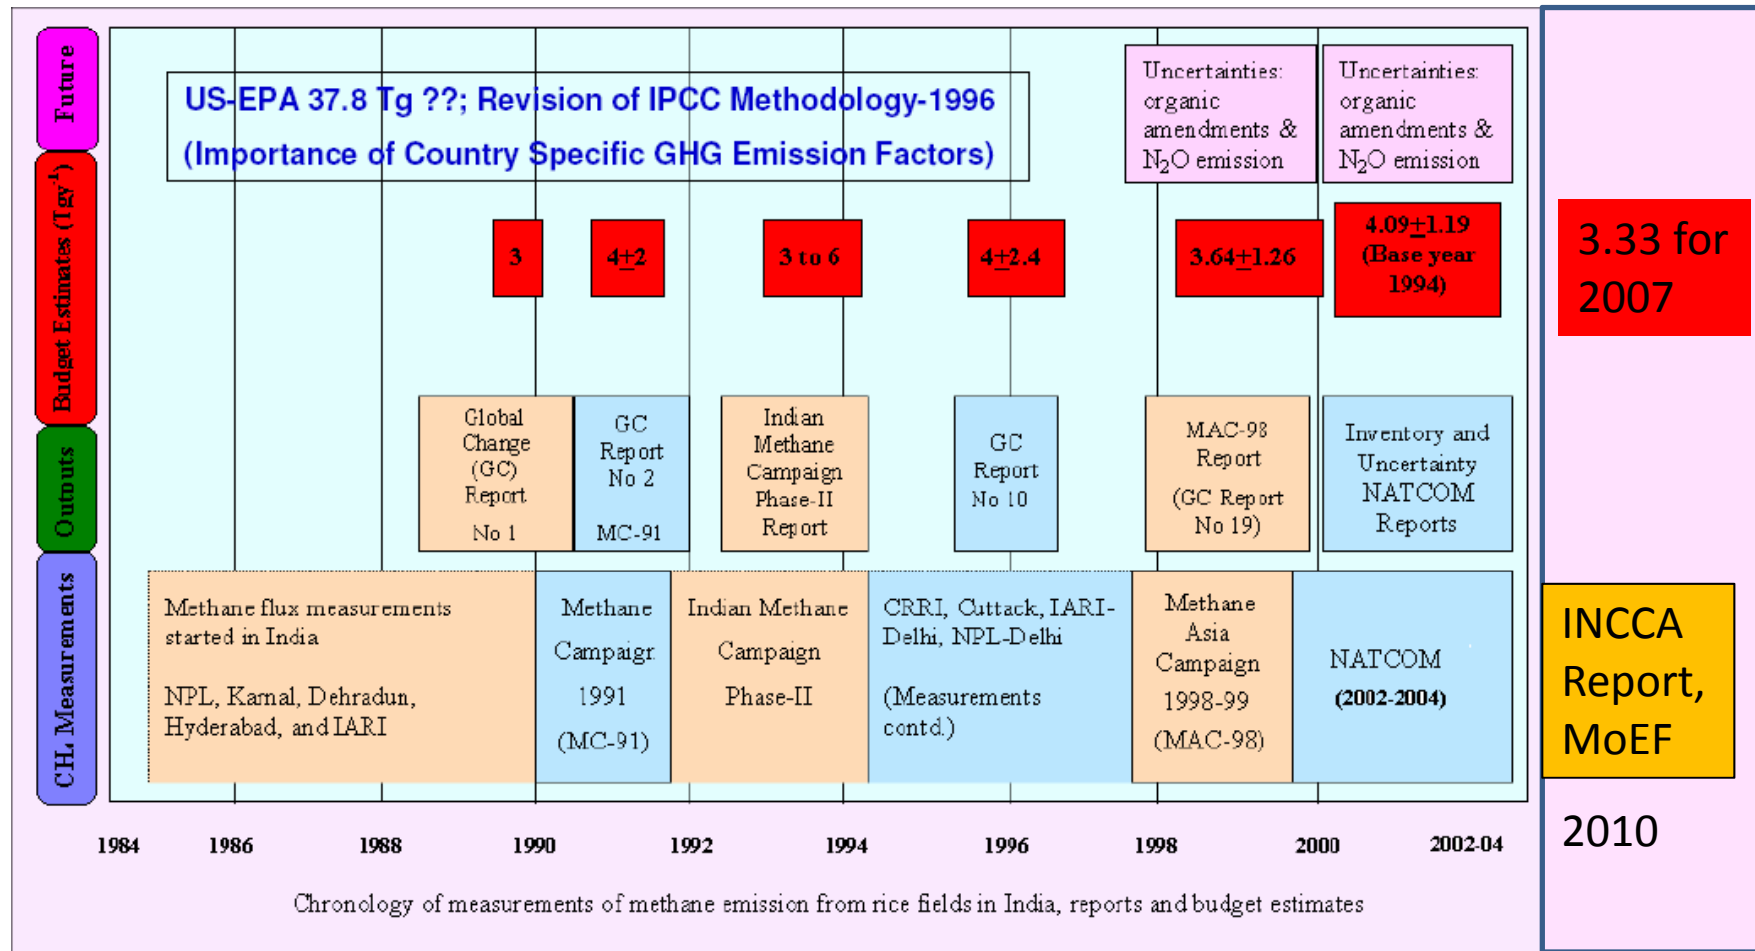 Future
US-EPA 37.8 Tg ??; Revision of IPCC Methodology-1996
(Importance of Country Specific GHG Emission Factors)
Uncertainties:
organic
amendments &
N₂O emission
Uncertainties:
organic
amendments &
N₂O emission
Budget Estimates (Tgy⁻¹)
3
4±2
3 to 6
4±2.4
3.64±1.26
4.09±1.19
(Base year
1994)
3.33 for
2007
Outputs
Global
Change
(GC)
Report
No 1
GC
Report
No 2
MC-91
Indian
Methane
Campaign
Phase-II
Report
GC
Report
No 10
MAC-98
Report
(GC Report
No 19)
Inventory and
Uncertainty
NATCOM
Reports
Measurements
Methane flux measurements
started in India
NPL, Karnal, Dehradun,
Hyderabad, and IARI
Methane
Campaign
1991
(MC-91)
Indian Methane
Campaign
Phase-II
CRRI, Cuttack, IARI-
Delhi, NPL-Delhi
(Measurements
contd.)
Methane
Asia
Campaign
1998-99
(MAC-98)
NATCOM
(2002-2004)
INCCA
Report,
MoEF
2010
1984 1986 1988 1990 1992 1994 1996 1998 2000 2002-04
Chronology of measurements of methane emission from rice fields in India, reports and budget estimates